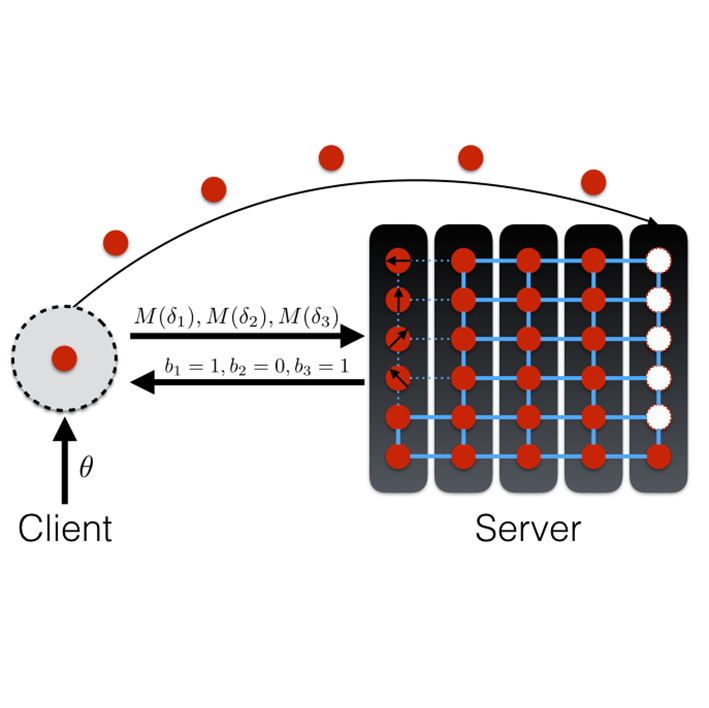 M(δ₁), M(δ₂), M(δ₃)
b₁ = 1, b₂ = 0, b₃ = 1
θ
Client
Server